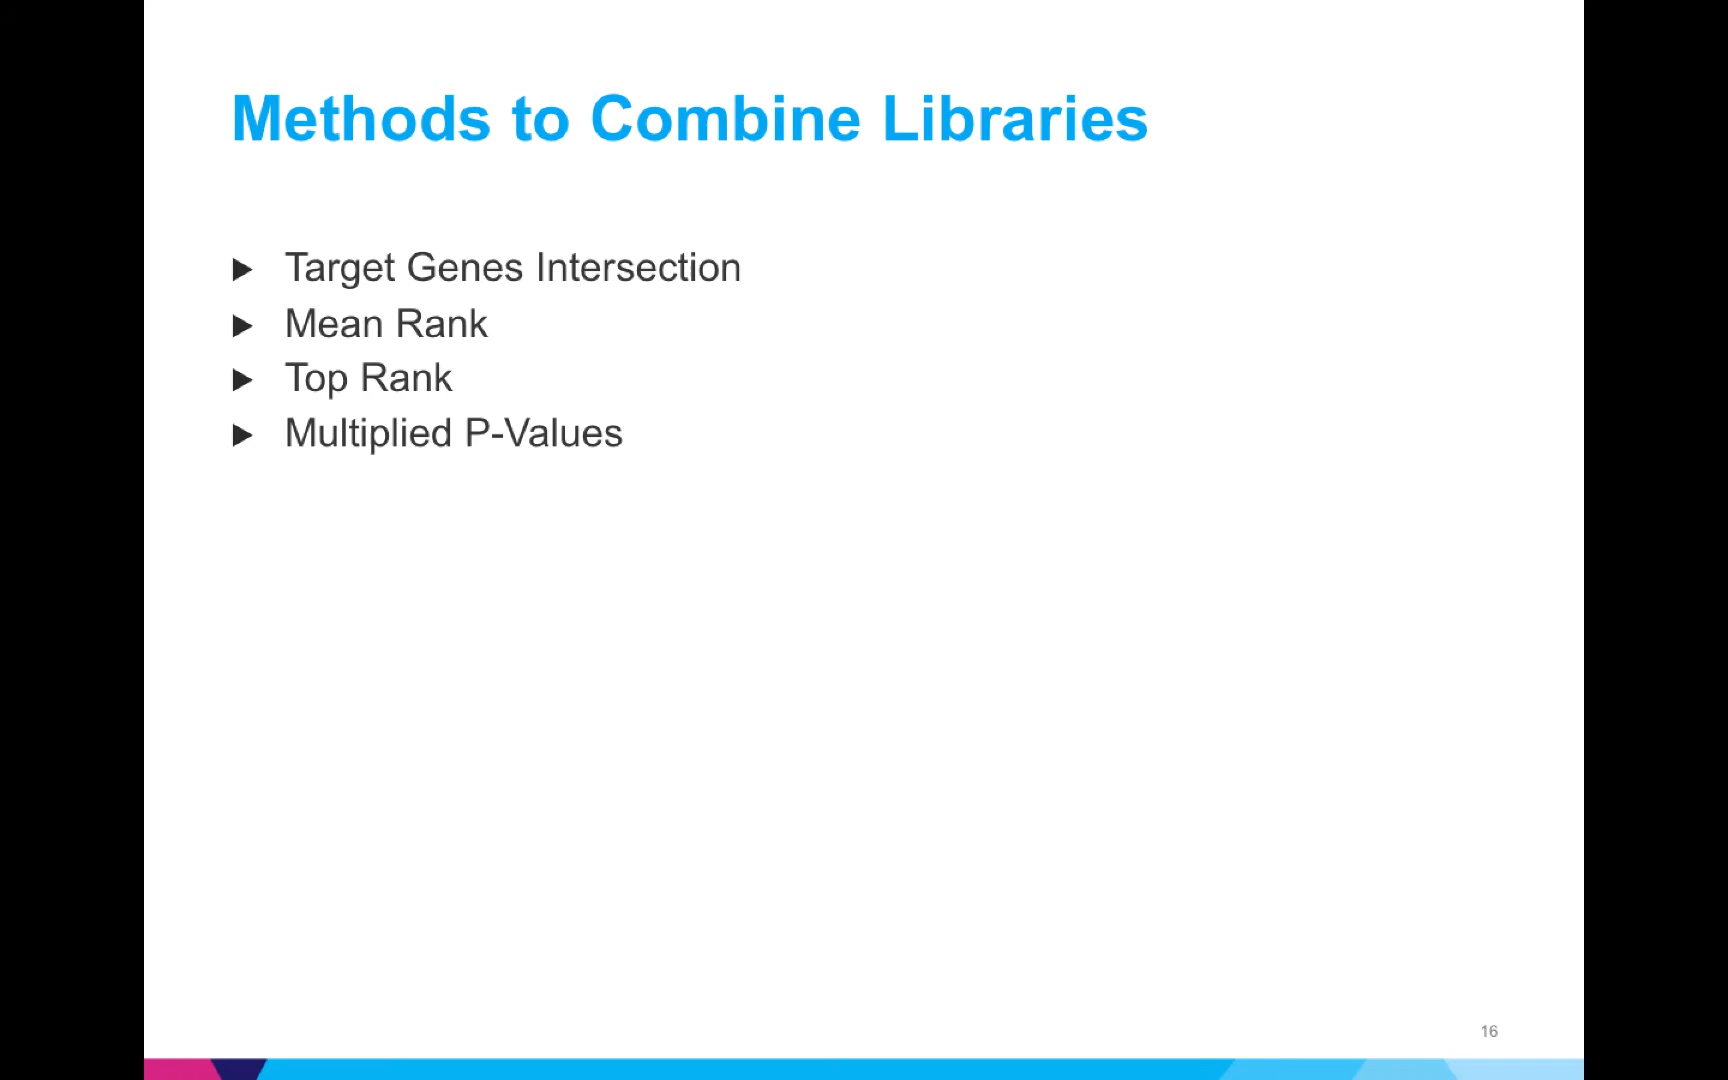 Methods to Combine Libraries
Target Genes Intersection
Mean Rank
Top Rank
Multiplied P-Values
16